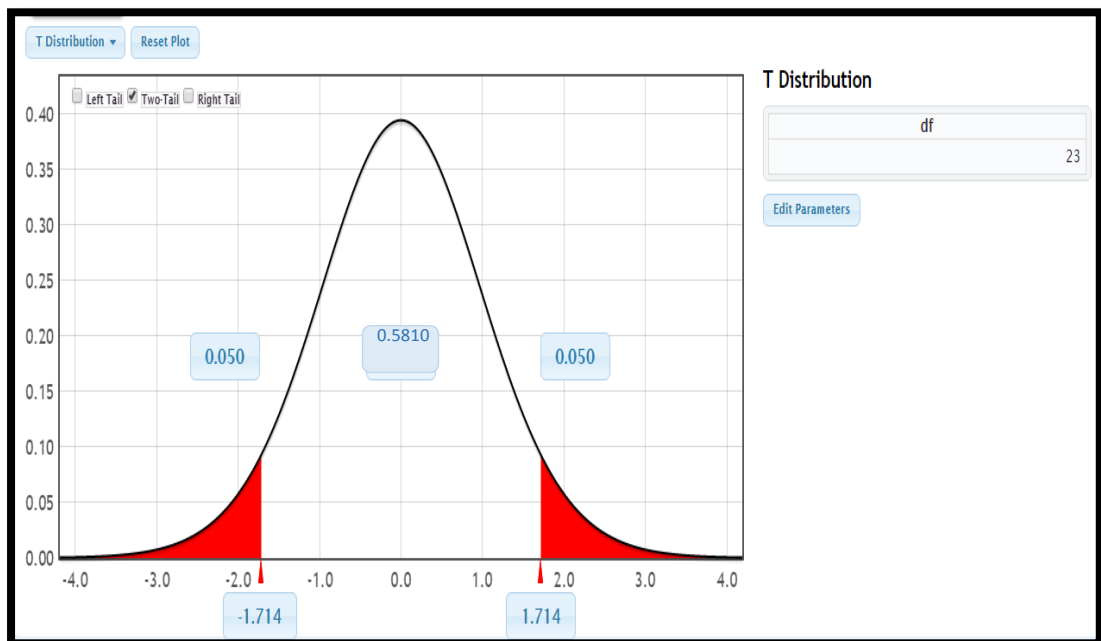 T Distribution Reset Plot
Left Tail Two-Tail Right Tail
T Distribution
df
23
Edit Parameters
0.40
0.35
0.30
0.25
0.20
0.15
0.10
0.05
0.00
0.050 0.5810 0.050
-4.0 -3.0 -2.0 -1.0 0.0 1.0 2.0 3.0 4.0
-1.714 1.714